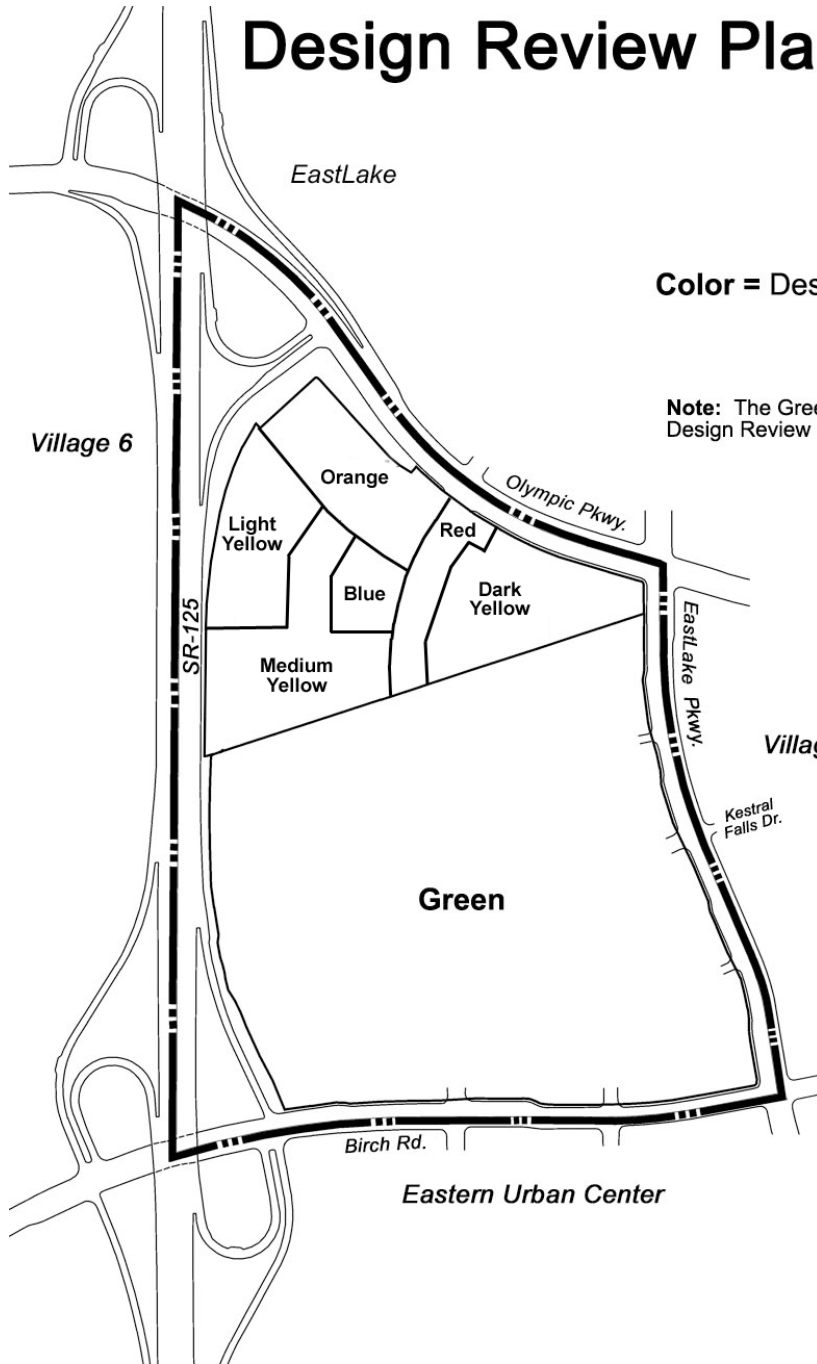 Design Review Pla
EastLake
Color = Des
Note: The Gree
Design Review
Village 6
Orange
Olympic Pkwy.
Light
Yellow
Red
Blue
Dark
Yellow
SR-125
EastLake Pkwy.
Medium
Yellow
Villag
Kestral
Falls Dr.
Green
Birch Rd.
Eastern Urban Center